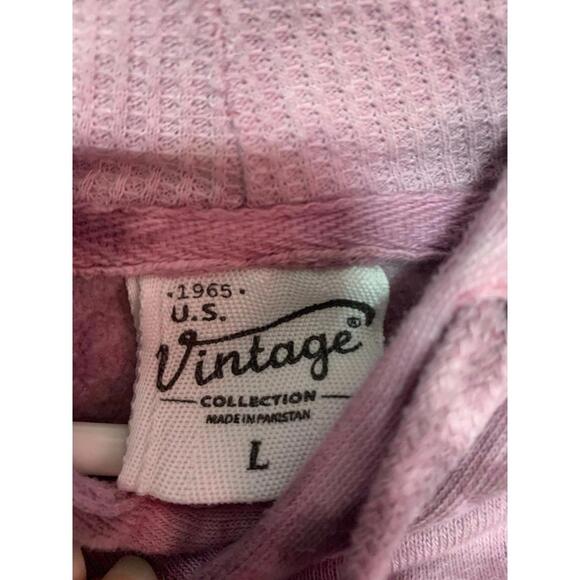 ·1965·
U.S.
Vintage®
COLLECTION
MADE IN PAKISTAN
L